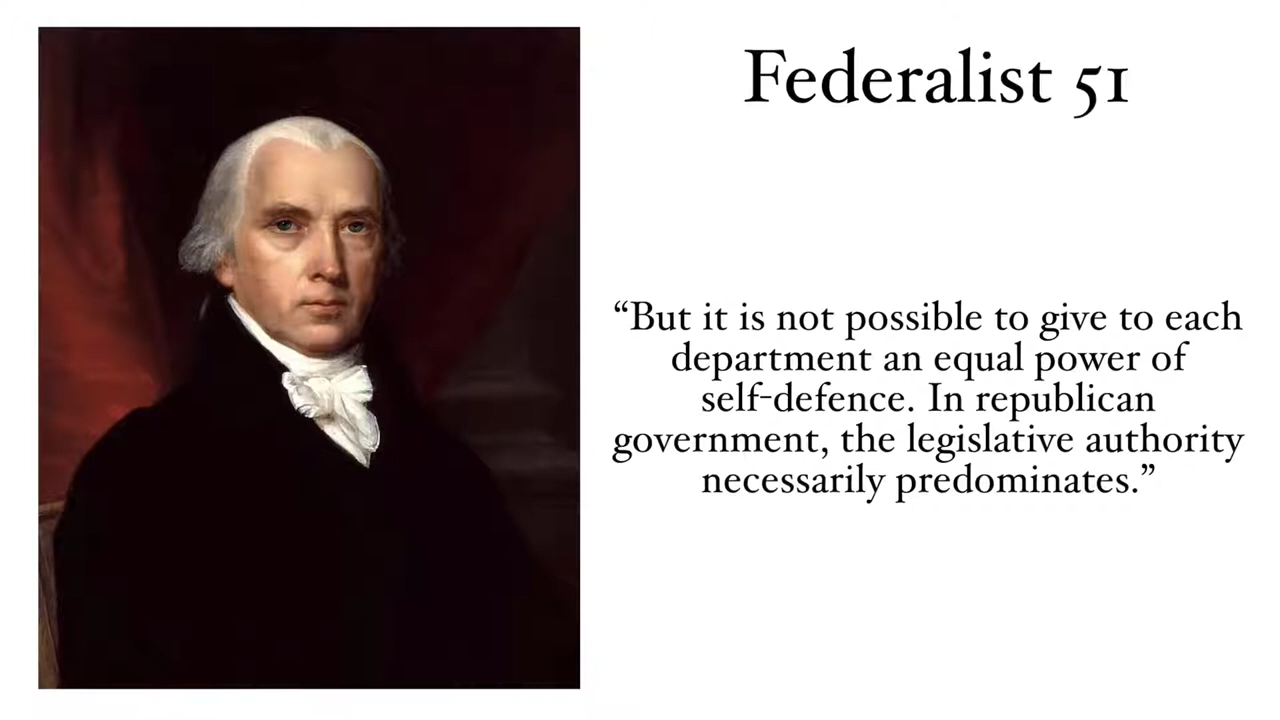 Federalist 51
“But it is not possible to give to each
department an equal power of
self-defence. In republican
government, the legislative authority
necessarily predominates.”